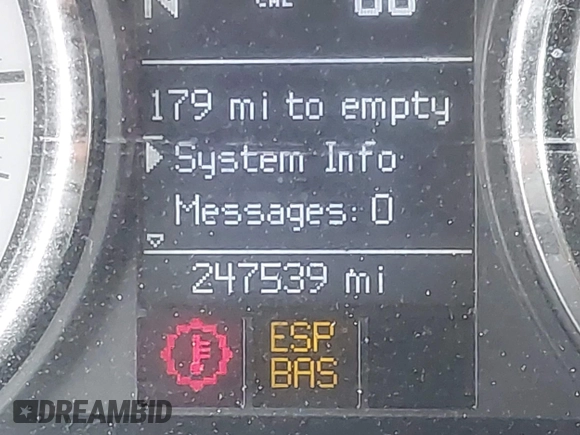 N
179 mi to empty
System Info
Messages: 0
247539 mi
ESP
BAS
DREAMBID